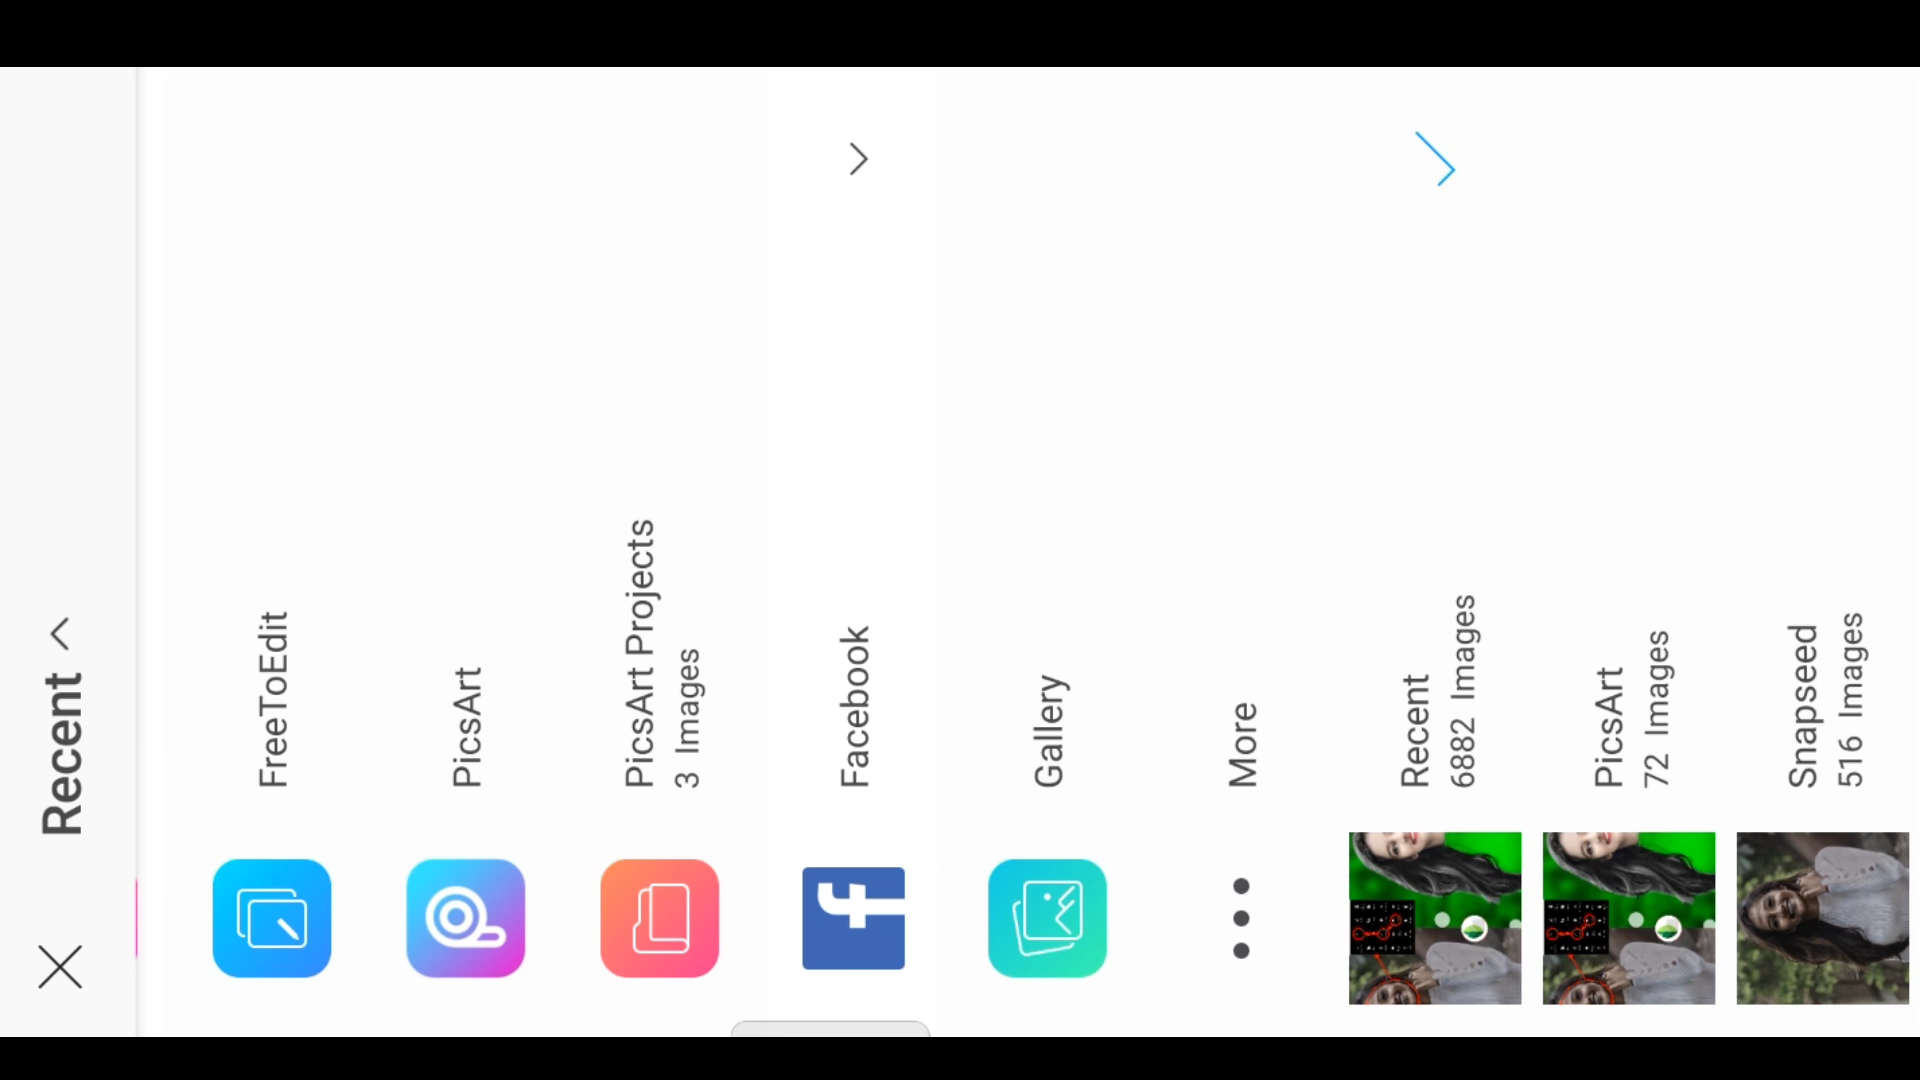 Recent
FreeToEdit
PicsArt
PicsArt Projects
3 Images
Facebook
Gallery
More
Recent
6882 Images
PicsArt
72 Images
Snapseed
516 Images